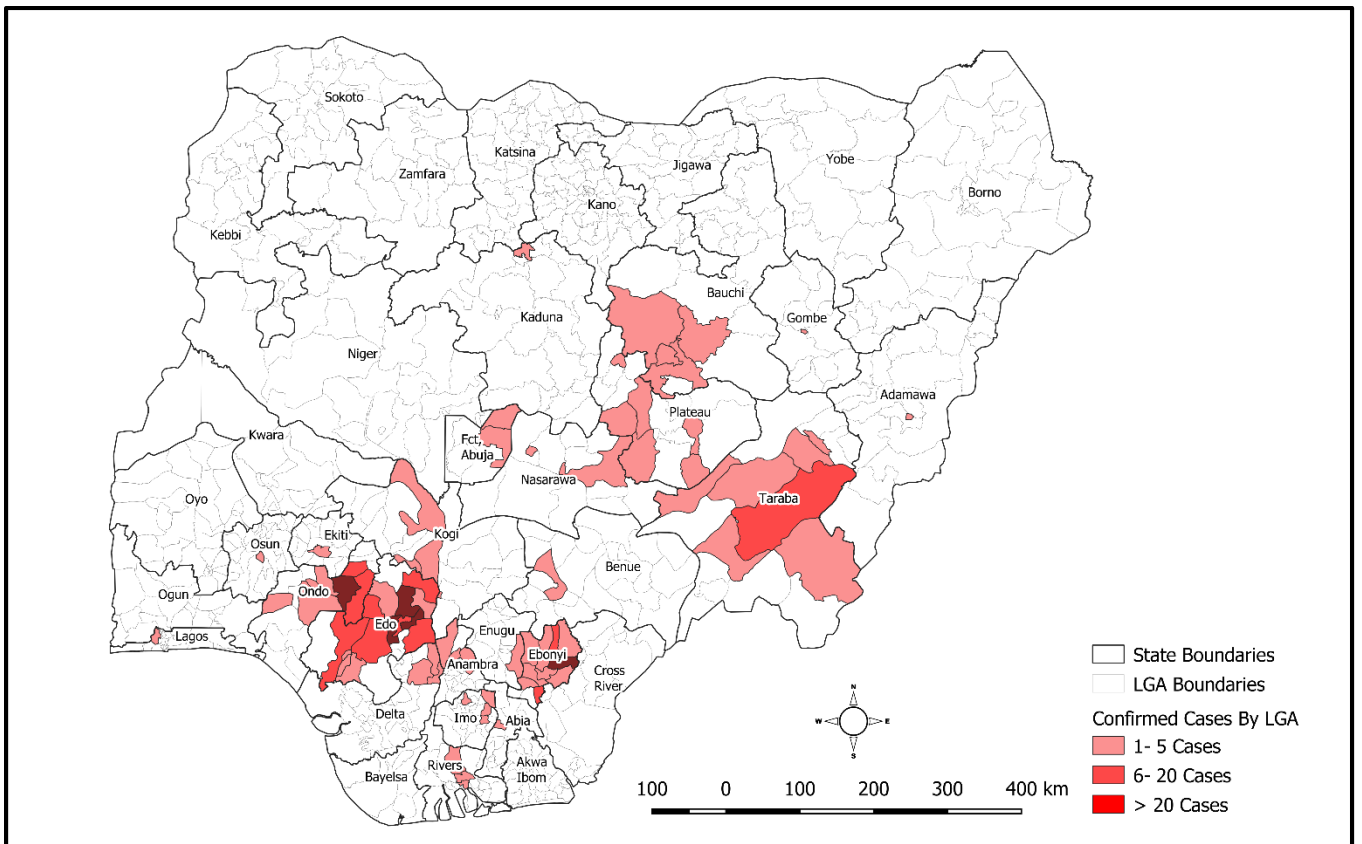 Sokoto
Katsina
Jigawa
Yobe
Zamfara
Borno
Kano
Kebbi
Bauchi
Kaduna
Gombe
Niger
Adamawa
Plateau
Kwara
Fct,
Abuja
Nasarawa
Taraba
Oyo
Kogi
Ekiti
Osun
Benue
Ondo
Ogun
Edo
Enugu
Lagos
Ebonyi
Anambra
Cross
River
Delta
Imo
Abia
Rivers
Akwa
Ibom
Bayelsa
N
W
E
S
State Boundaries
LGA Boundaries
Confirmed Cases By LGA
1- 5 Cases
6- 20 Cases
> 20 Cases
100 0 100 200 300 400 km